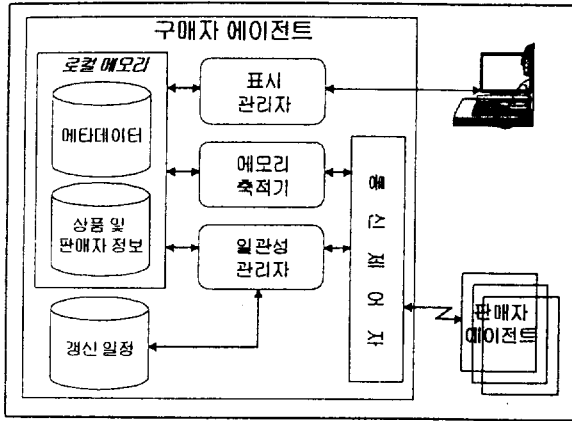 구매자 에이전트
로컬 메모리
메타데이터
상품 및
판매자 정보
갱신 일정
표시
관리자
메모리
축적기
일관성
관리자
통신제어자
판매자
에이전트